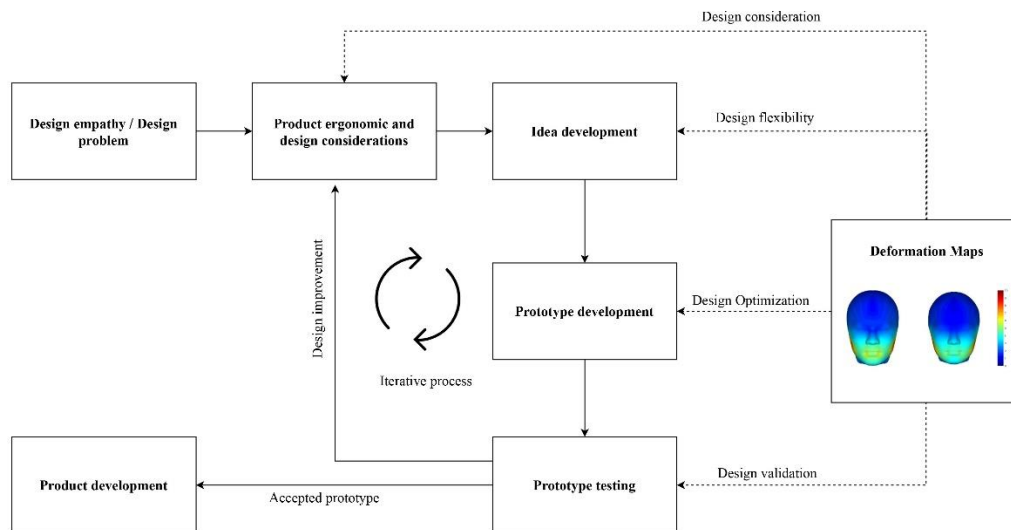 Design consideration
Design empathy / Design
problem
Product ergonomic and
design considerations
Idea development
Design flexibility
Deformation Maps
Design improvement
Prototype development
Design Optimization
Iterative process
Product development
Accepted prototype
Prototype testing
Design validation